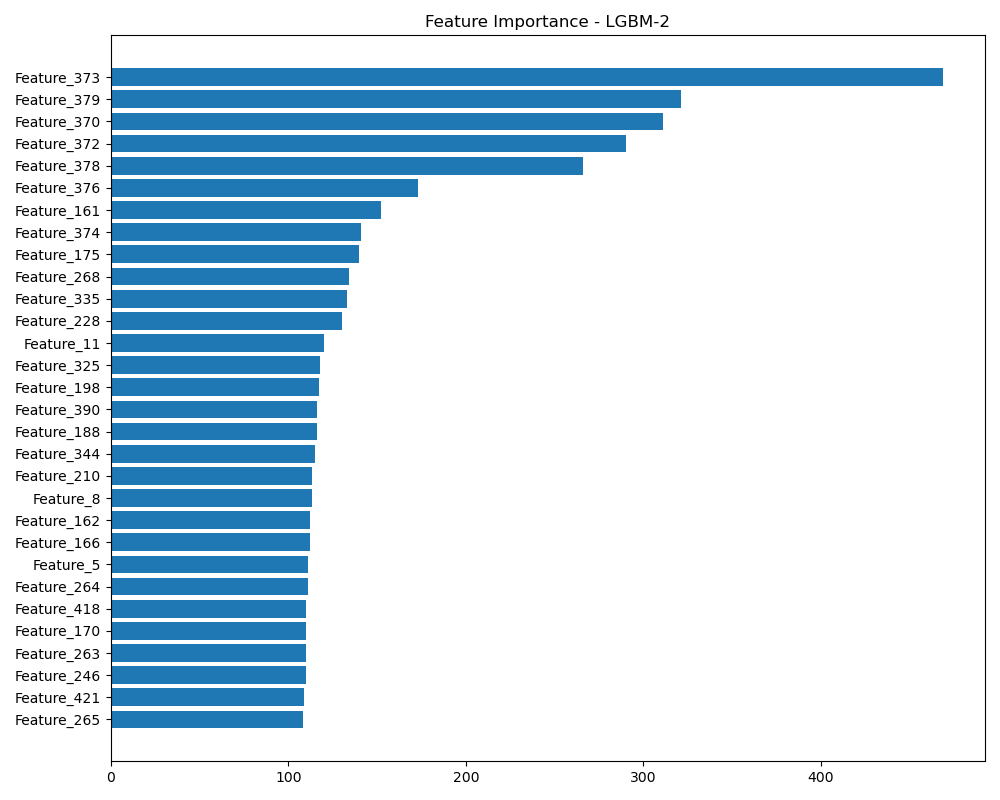 Feature Importance - LGBM-2
Feature_373
Feature_379
Feature_370
Feature_372
Feature_378
Feature_376
Feature_161
Feature_374
Feature_175
Feature_268
Feature_335
Feature_228
Feature_11
Feature_325
Feature_198
Feature_390
Feature_188
Feature_344
Feature_210
Feature_8
Feature_162
Feature_166
Feature_5
Feature_264
Feature_418
Feature_170
Feature_263
Feature_246
Feature_421
Feature_265
0 100 200 300 400